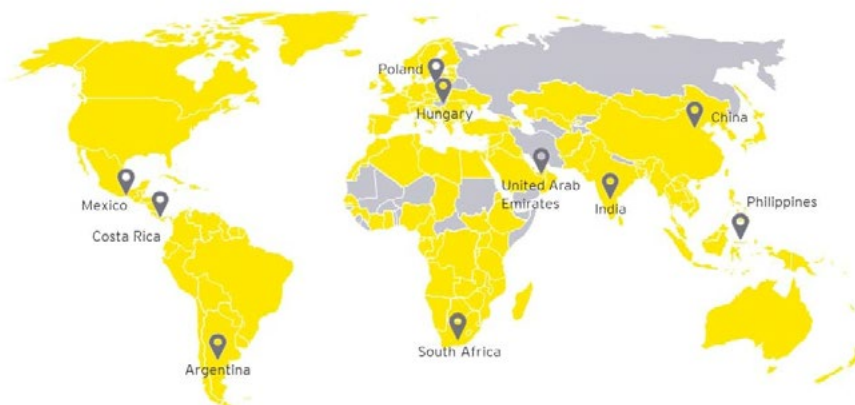 Poland
Hungary
China
United Arab
Emirates
India
Philippines
Mexico
Costa Rica
South Africa
Argentina